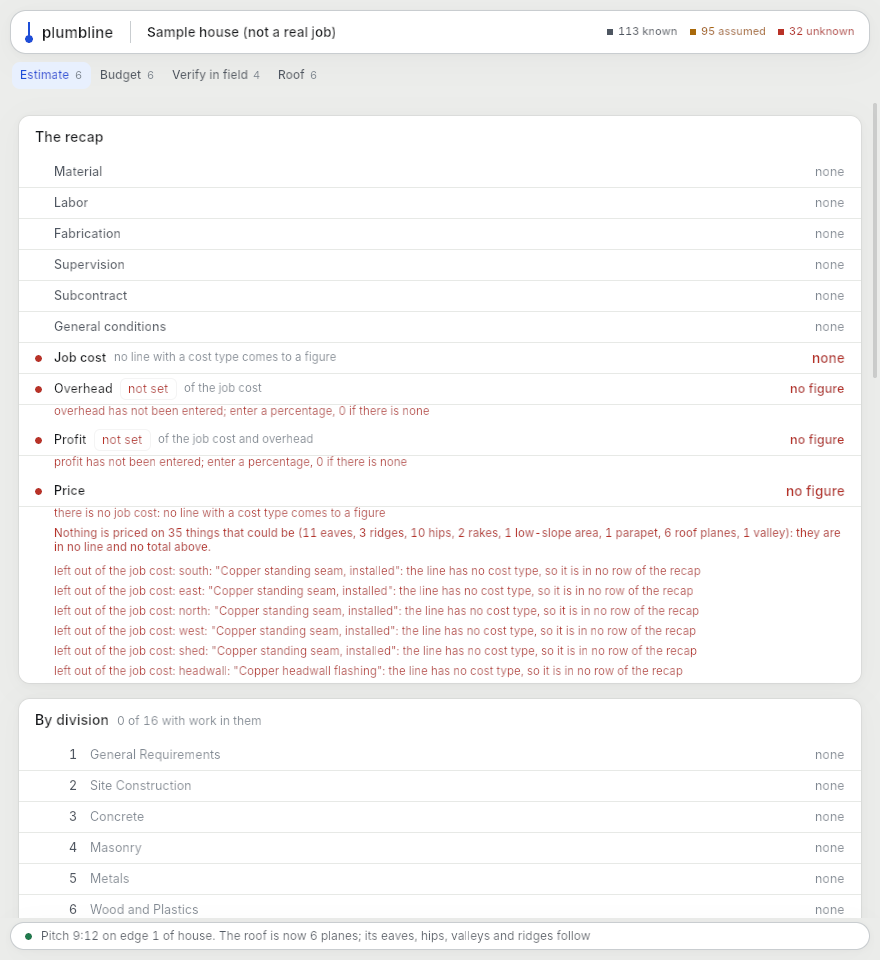 plumbline
Sample house (not a real job)
113 known
95 assumed
32 unknown
Estimate 6
Budget 6
Verify in field 4
Roof 6
The recap
Material none
Labor none
Fabrication none
Supervision none
Subcontract none
General conditions none
Job cost no line with a cost type comes to a figure none
Overhead not set of the job cost no figure
overhead has not been entered; enter a percentage, 0 if there is none
Profit not set of the job cost and overhead no figure
profit has not been entered; enter a percentage, 0 if there is none
Price no figure
there is no job cost: no line with a cost type comes to a figure
Nothing is priced on 35 things that could be (11 eaves, 3 ridges, 10 hips, 2 rakes, 1 low-slope area, 1 parapet, 6 roof planes, 1 valley): they are
in no line and no total above.
left out of the job cost: south: "Copper standing seam, installed": the line has no cost type, so it is in no row of the recap
left out of the job cost: east: "Copper standing seam, installed": the line has no cost type, so it is in no row of the recap
left out of the job cost: north: "Copper standing seam, installed": the line has no cost type, so it is in no row of the recap
left out of the job cost: west: "Copper standing seam, installed": the line has no cost type, so it is in no row of the recap
left out of the job cost: shed: "Copper standing seam, installed": the line has no cost type, so it is in no row of the recap
left out of the job cost: headwall: "Copper headwall flashing": the line has no cost type, so it is in no row of the recap
By division 0 of 16 with work in them
1 General Requirements none
2 Site Construction none
3 Concrete none
4 Masonry none
5 Metals none
6 Wood and Plastics none
Pitch 9:12 on edge 1 of house. The roof is now 6 planes; its eaves, hips, valleys and ridges follow